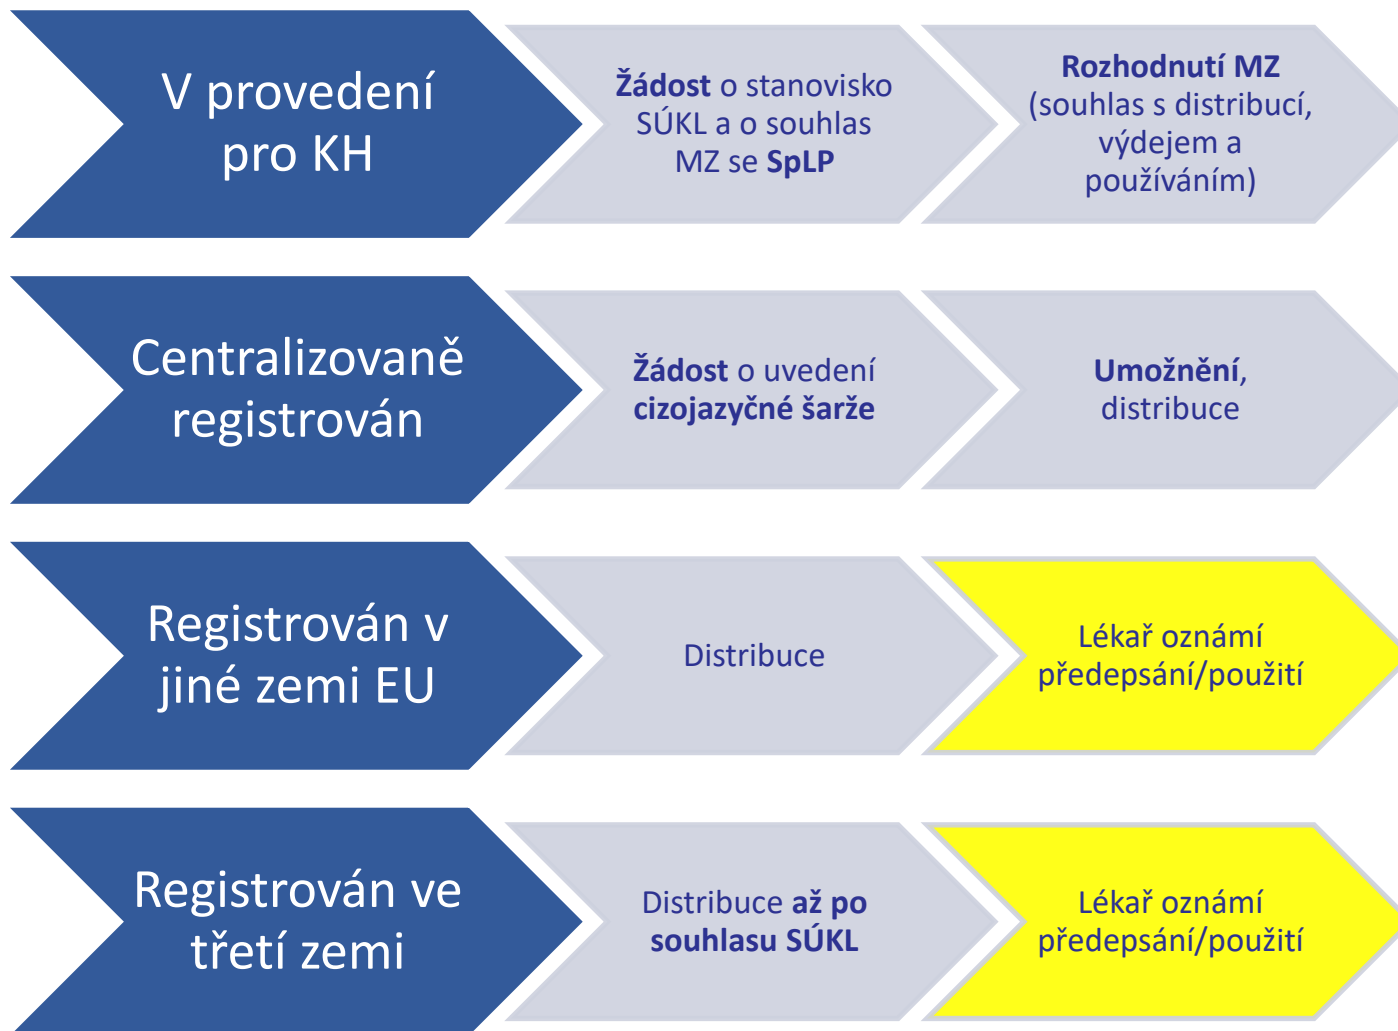 V provedení
pro KH
Žádost o stanovisko
SÚKL a o souhlas
MZ se SpLP
Rozhodnutí MZ
(souhlas s distribucí,
výdejem a
používáním)
Centralizovaně
registrován
Žádost o uvedení
cizojazyčné šarže
Umožnění,
distribuce
Registrován v
jiné zemi EU
Distribuce
Lékař oznámí
předepsání/použití
Registrován ve
třetí zemi
Distribuce až po
souhlasu SÚKL
Lékař oznámí
předepsání/použití